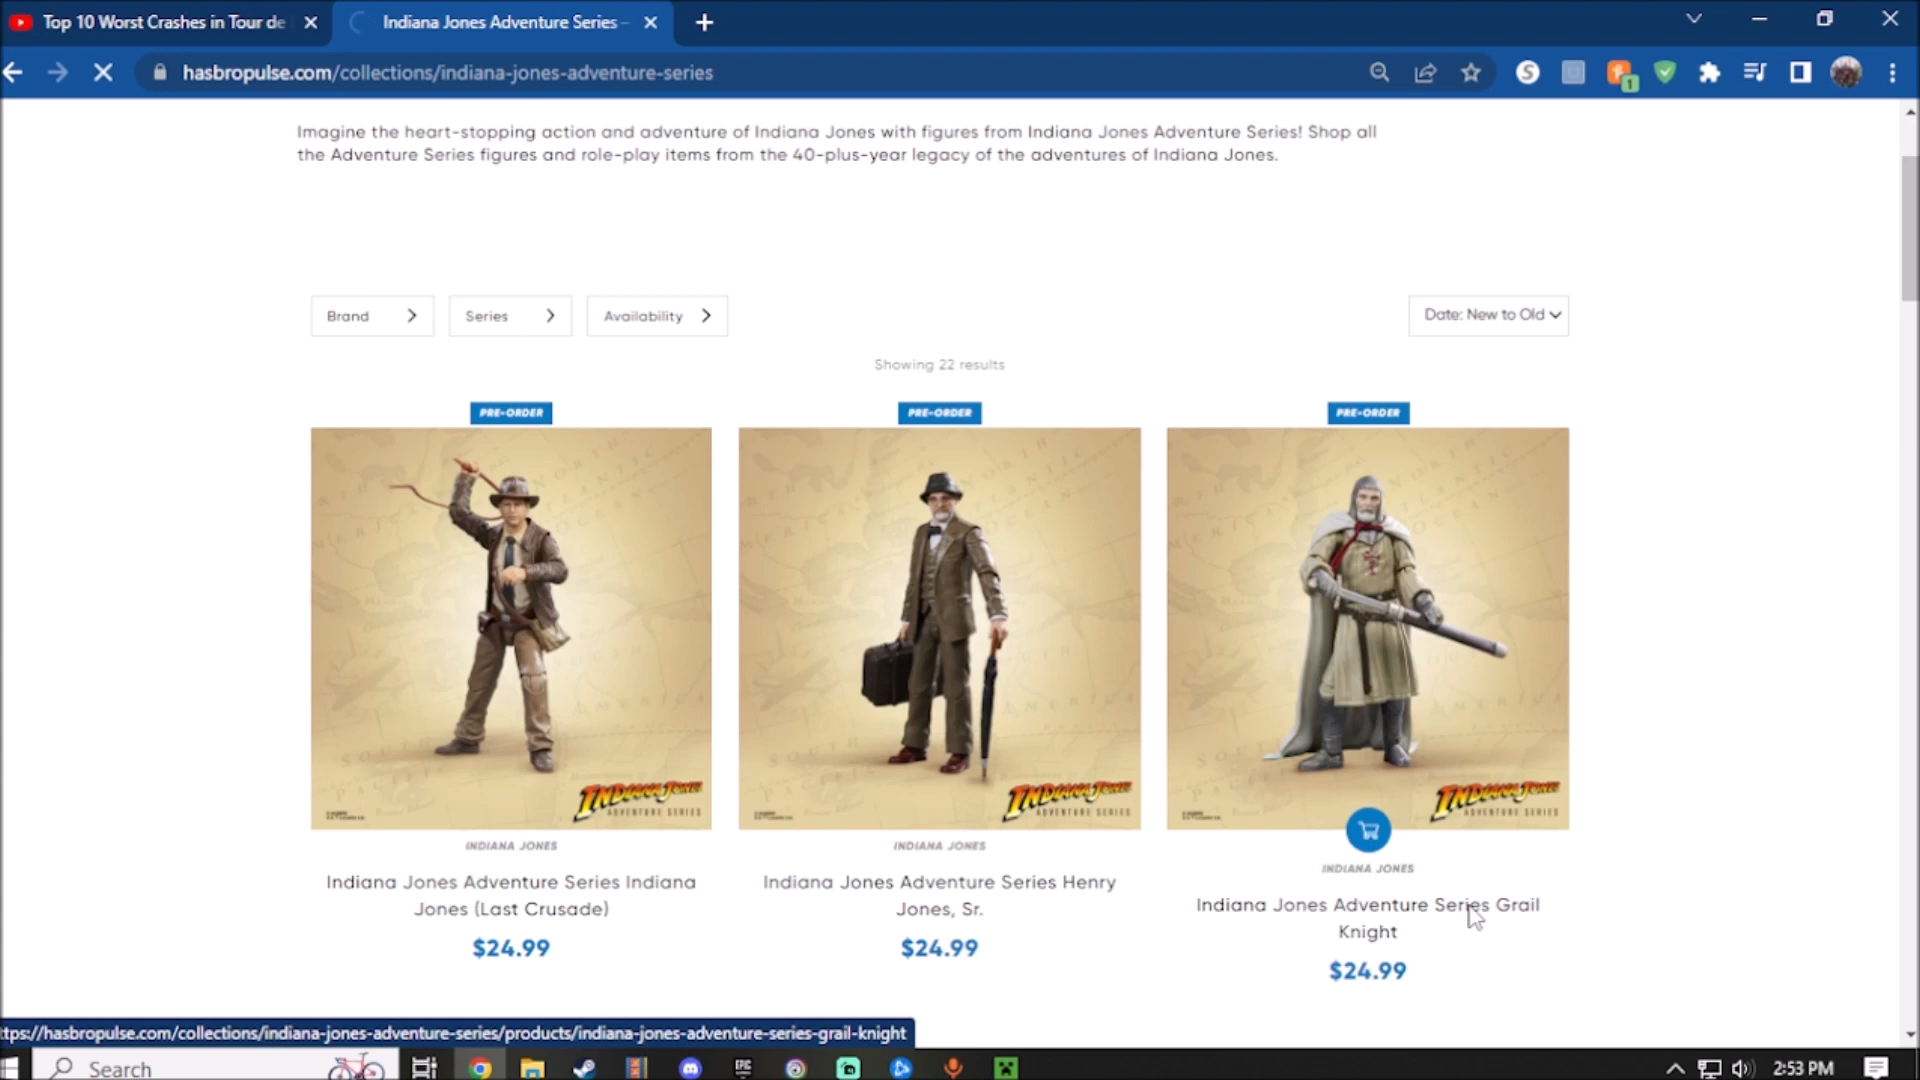 Top 10 Worst Crashes in Tour de
Indiana Jones Adventure Series –
hasbropulse.com/collections/indiana-jones-adventure-series
1
Imagine the heart-stopping action and adventure of Indiana Jones with figures from Indiana Jones Adventure Series! Shop all
the Adventure Series figures and role-play items from the 40-plus-year legacy of the adventures of Indiana Jones.
Brand
Series
Availability
Date: New to Old
Showing 22 results
PRE-ORDER
PRE-ORDER
PRE-ORDER
INDIANA JONES
ADVENTURE SERIES
INDIANA JONES
ADVENTURE SERIES
INDIANA JONES
ADVENTURE SERIES
INDIANA JONES
Indiana Jones Adventure Series Indiana
Jones (Last Crusade)
$24.99
INDIANA JONES
Indiana Jones Adventure Series Henry
Jones, Sr.
$24.99
INDIANA JONES
Indiana Jones Adventure Series Grail
Knight
$24.99
ttps://hasbropulse.com/collections/indiana-jones-adventure-series/products/indiana-jones-adventure-series-grail-knight
Search
EPIC
2:53 PM